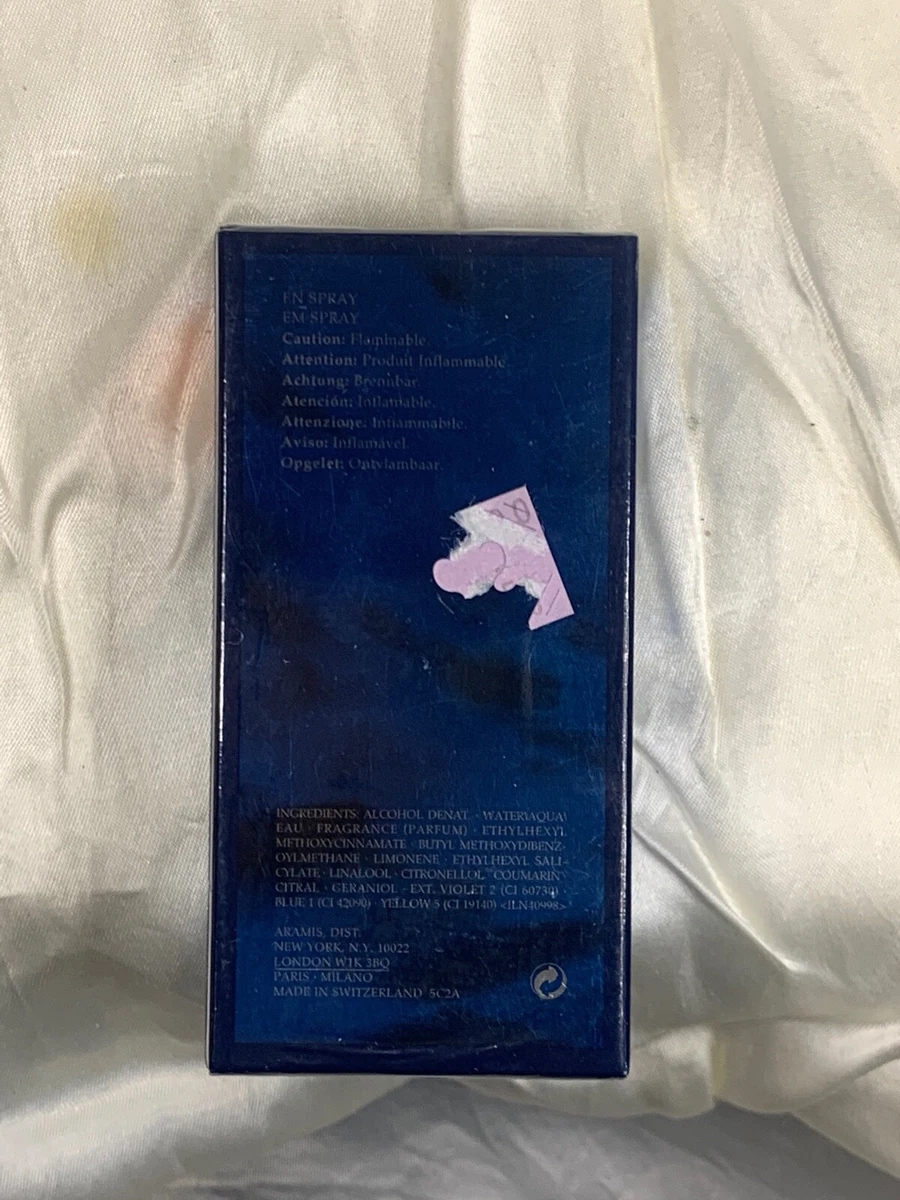 EN SPRAY
EM SPRAY
Caution: Flammable.
Attention: Produit Inflammable.
Achtung: Brennbar.
Atención: Inflamable.
Attenzione: Infiammabile.
Aviso: Inflamável.
Opgelet: Ontvlambaar.
INGREDIENTS: ALCOHOL DENAT. · WATER\AQUA\
EAU · FRAGRANCE (PARFUM) · ETHYLHEXYL
METHOXYCINNAMATE · BUTYL METHOXYDIBENZ-
OYLMETHANE · LIMONENE · ETHYLHEXYL SALI-
CYLATE · LINALOOL · CITRONELLOL · COUMARIN
CITRAL · GERANIOL · EXT. VIOLET 2 (CI 60730) ·
BLUE 1 (CI 42090) · YELLOW 5 (CI 19140) <ILN40998>
ARAMIS, DIST.
NEW YORK, N.Y. 10022
LONDON W1K 3BQ
PARIS · MILANO
MADE IN SWITZERLAND 5C2A